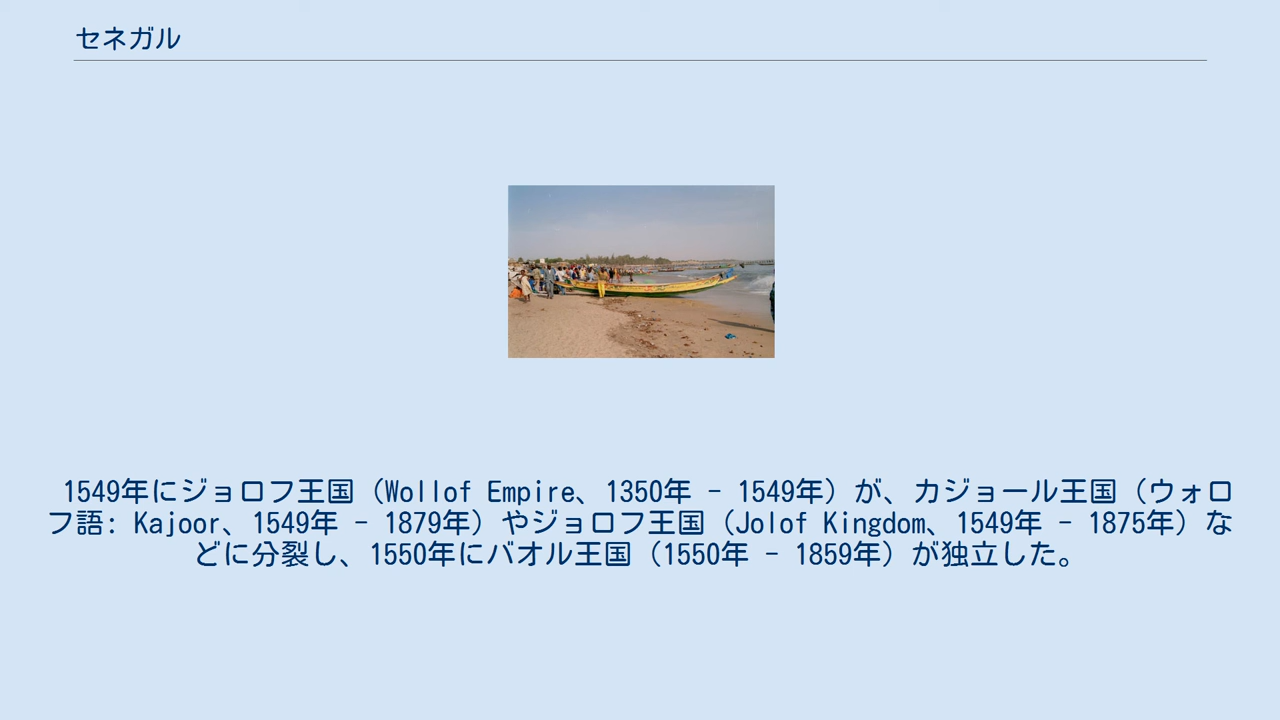 セネガル
1549年にジョロフ王国（Wollof Empire、1350年 - 1549年）が、カジョール王国（ウォロ
フ語: Kajoor、1549年 - 1879年）やジョロフ王国（Jolof Kingdom、1549年 - 1875年）な
どに分裂し、1550年にバオル王国（1550年 - 1859年）が独立した。